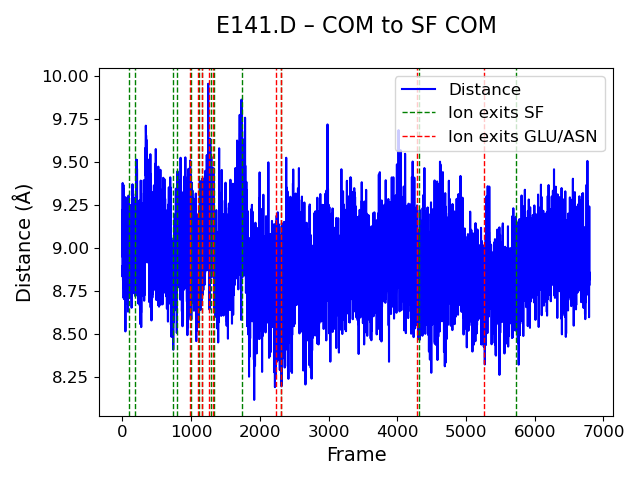 E141.D – COM to SF COM
Distance (Å)
10.00
9.75
9.50
9.25
9.00
8.75
8.50
8.25
Distance
Ion exits SF
Ion exits GLU/ASN
0 1000 2000 3000 4000 5000 6000 7000
Frame